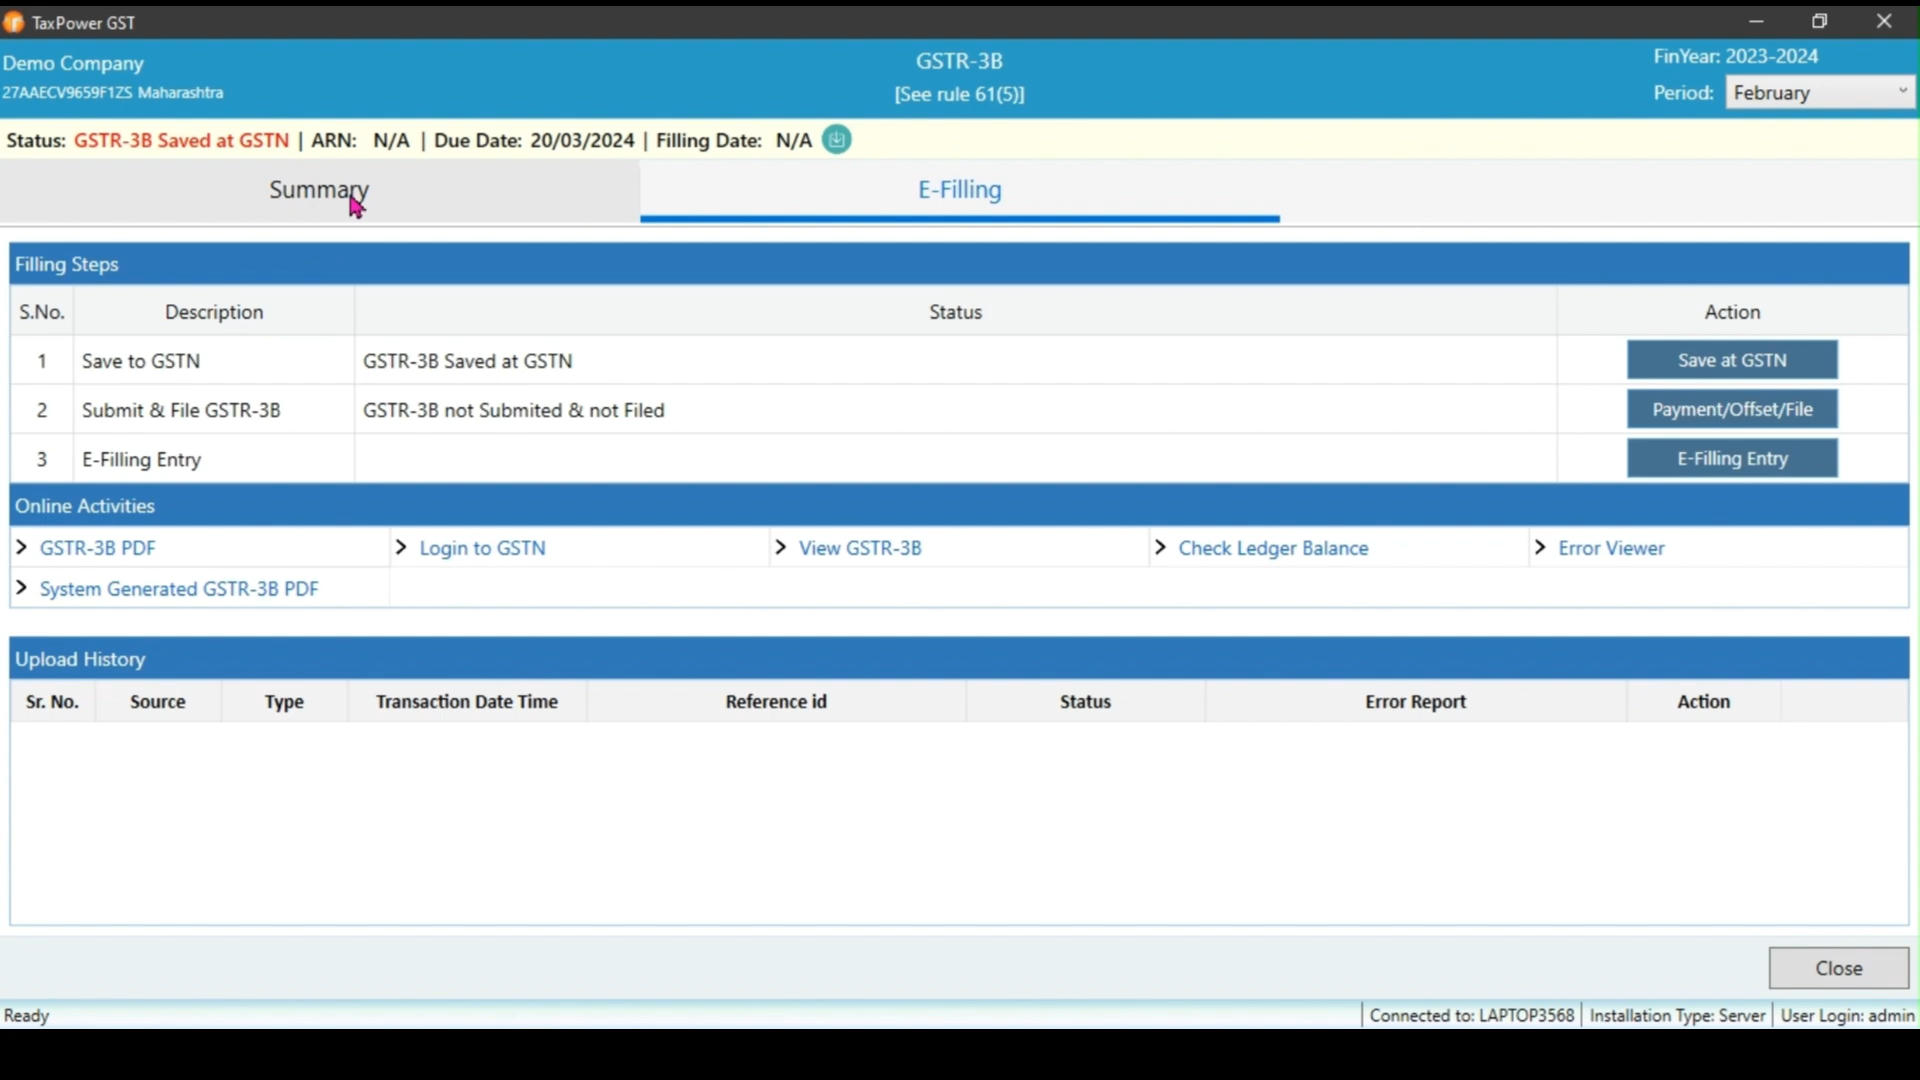 TaxPower GST
Demo Company
27AAECV9659F1ZS Maharashtra
GSTR-3B
[See rule 61(5)]
FinYear: 2023-2024
Period: February
Status: GSTR-3B Saved at GSTN | ARN: N/A | Due Date: 20/03/2024 | Filling Date: N/A
Summary E-Filling
Filling Steps
S.No. Description Status Action
1 Save to GSTN GSTR-3B Saved at GSTN Save at GSTN
2 Submit & File GSTR-3B GSTR-3B not Submited & not Filed Payment/Offset/File
3 E-Filling Entry E-Filling Entry
Online Activities
> GSTR-3B PDF > Login to GSTN > View GSTR-3B > Check Ledger Balance > Error Viewer
> System Generated GSTR-3B PDF
Upload History
Sr. No. Source Type Transaction Date Time Reference id Status Error Report Action
Close
Ready Connected to: LAPTOP3568 Installation Type: Server User Login: admin